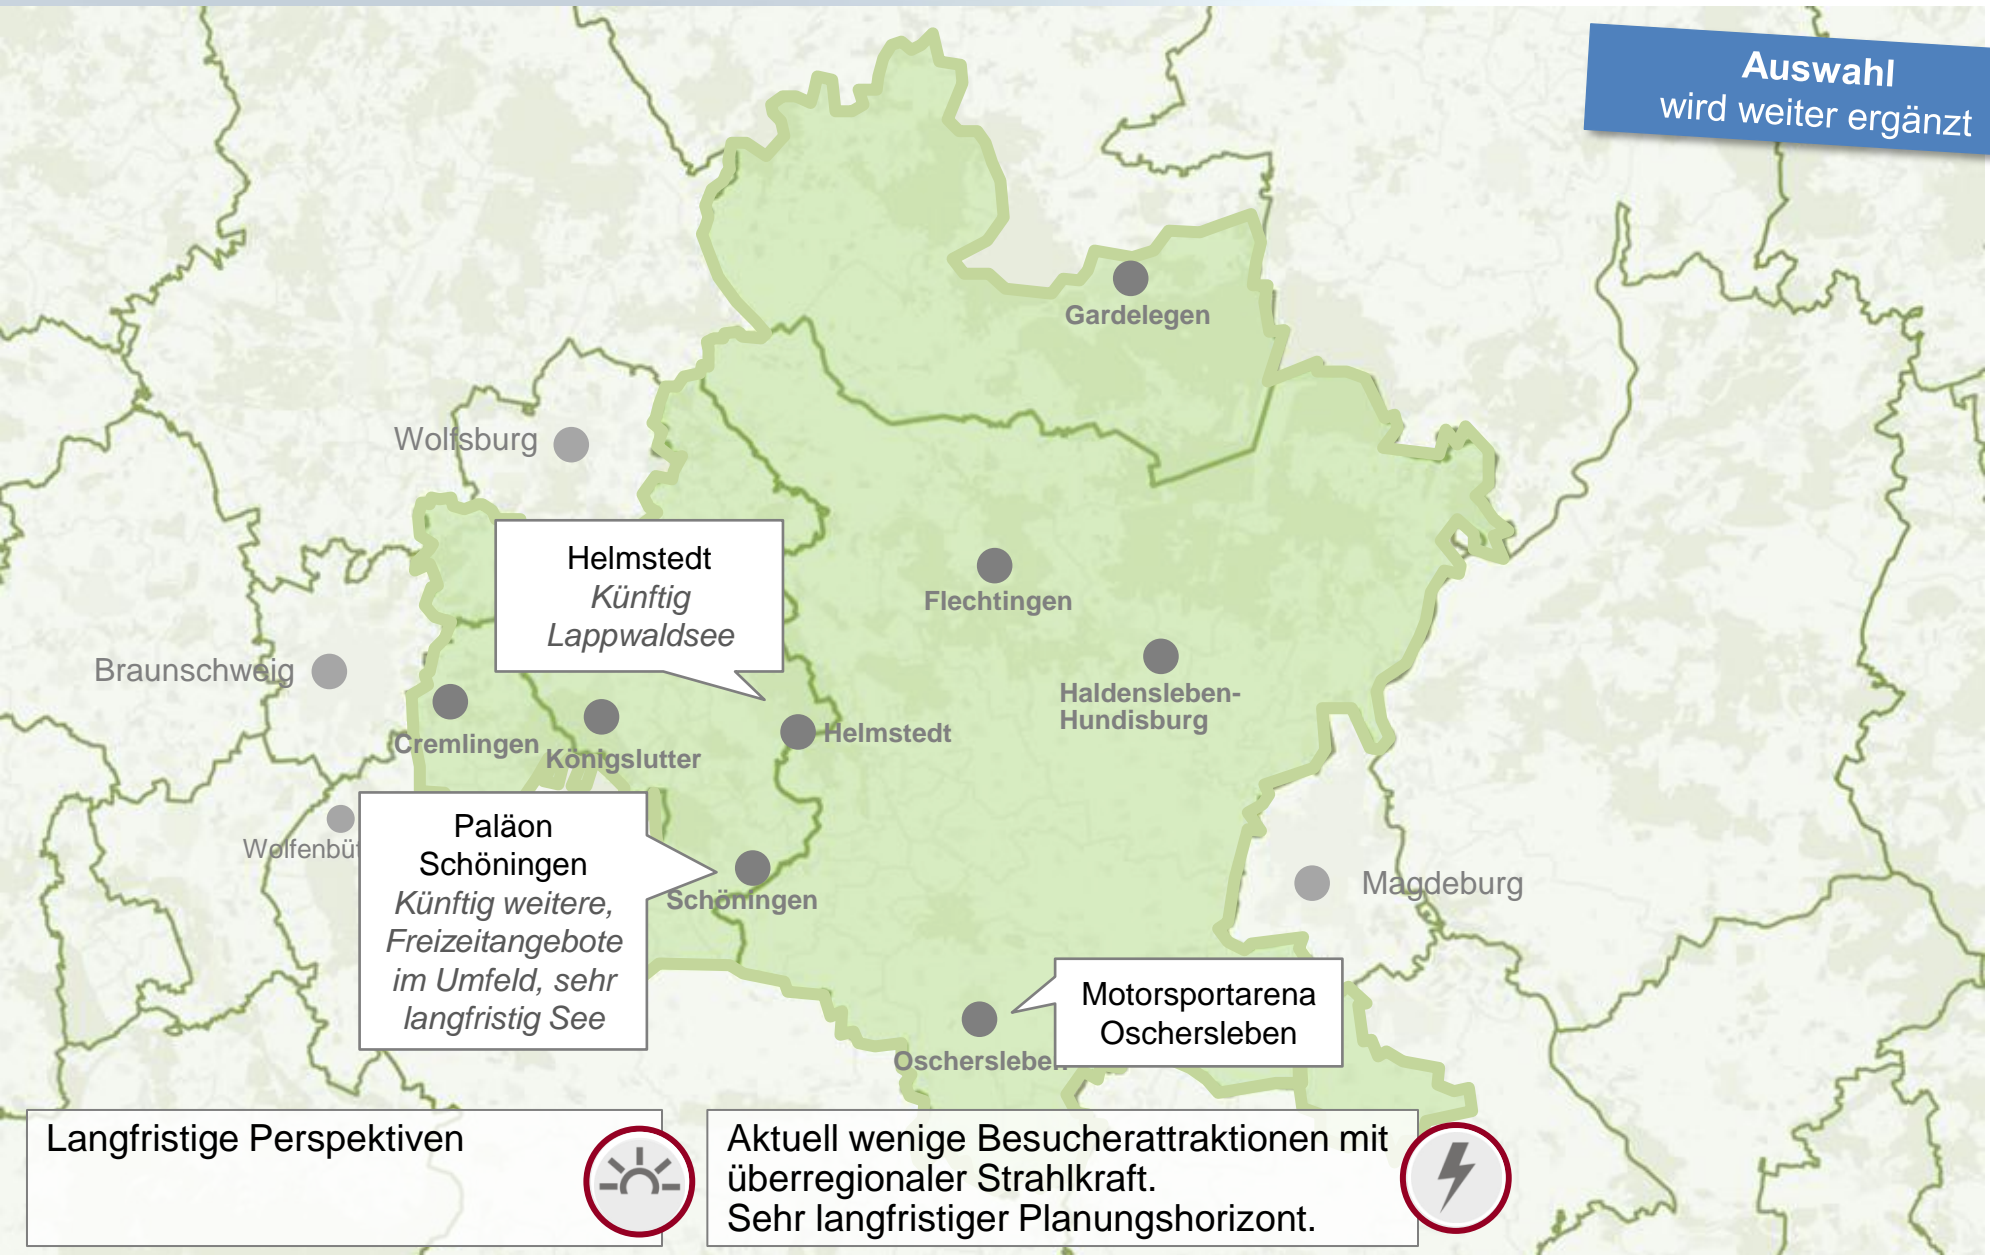 Auswahl
wird weiter ergänzt
Gardelegen
Wolfsburg
Helmstedt
Künftig
Lappwaldsee
Flechtingen
Braunschweig
Haldensleben-
Hundisburg
Cremlingen
Königslutter
Helmstedt
Wolfenbüt
Paläon
Schöningen
Künftig weitere,
Freizeitangebote
im Umfeld, sehr
langfristig See
Schöningen
Magdeburg
Motorsportarena
Oschersleben
Oschersleben
Langfristige Perspektiven
Aktuell wenige Besucherattraktionen mit
überregionaler Strahlkraft.
Sehr langfristiger Planungshorizont.